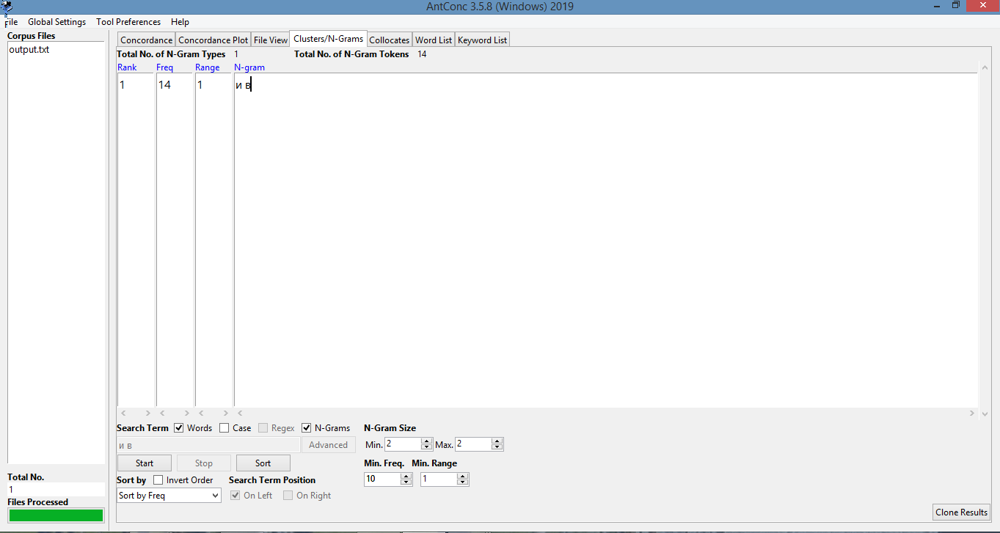 AntConc 3.5.8 (Windows) 2019
File Global Settings Tool Preferences Help
Corpus Files
output.txt
Concordance Concordance Plot File View Clusters/N-Grams Collocates Word List Keyword List
Total No. of N-Gram Types 1 Total No. of N-Gram Tokens 14
Rank Freq Range N-gram
1 14 1 и в
Search Term Words Case Regex N-Grams N-Gram Size
и в Advanced Min. 2 Max. 2
Start Stop Sort Min. Freq. Min. Range
Sort by Invert Order Search Term Position 10 1
Sort by Freq On Left On Right
Total No.
1
Files Processed
Clone Results